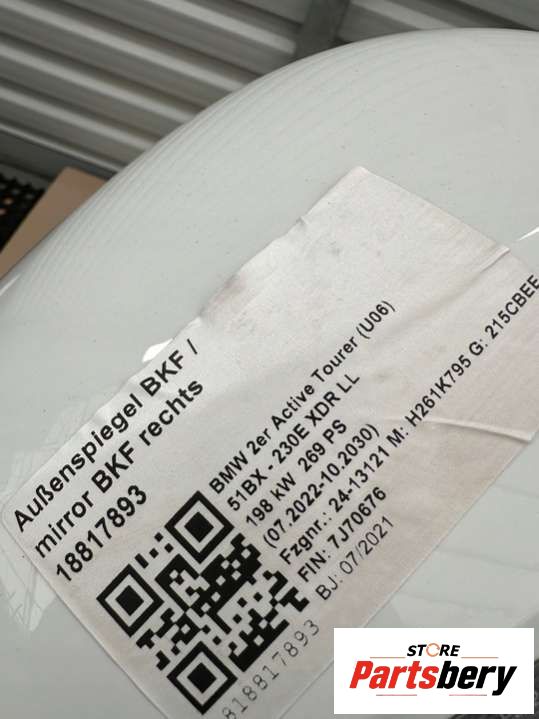 Außenspiegel BKF /
mirror BKF rechts
18817893
BMW 2er Active Tourer (U06)
51BX - 230E XDR LL
198 kW 269 PS
(07.2022-10.2030)
Fzgnr.: 24-13121 M: H261K795 G: 215CBEE
FIN: 7J70676
BJ: 07/2021
818817893
STORE
Partsbery